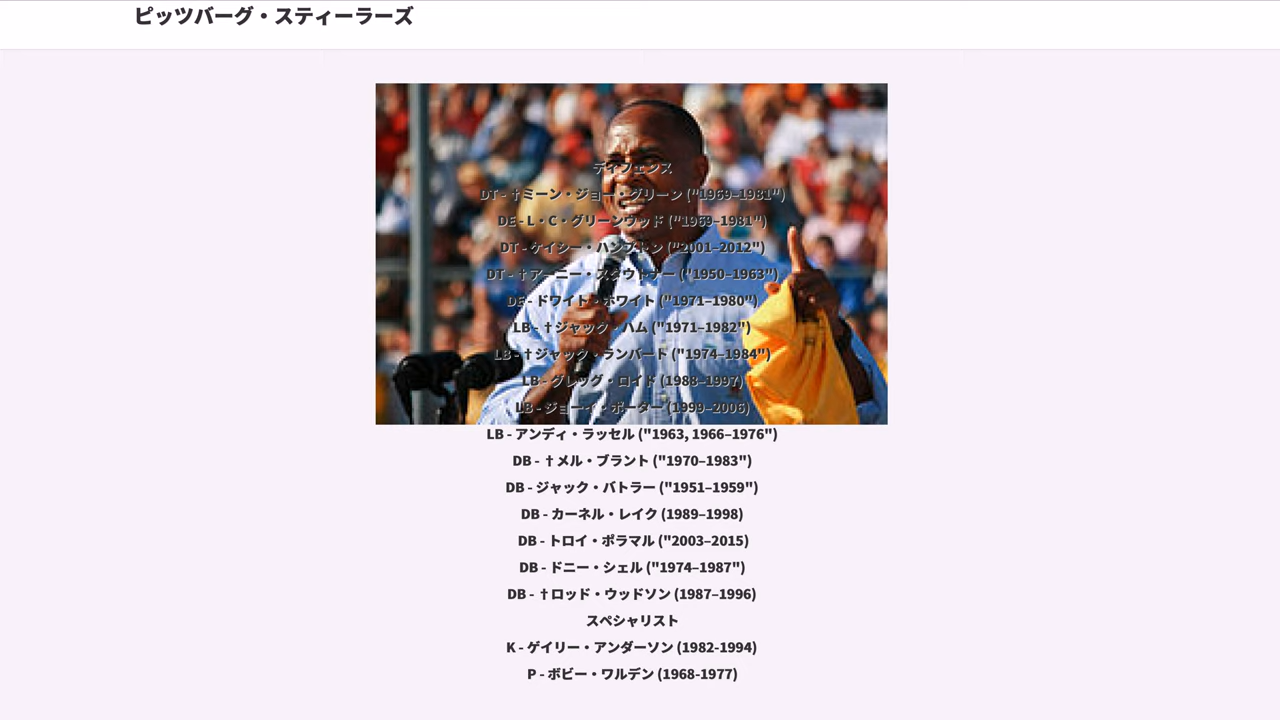 ピッツバーグ・スティーラーズ
ディフェンス
DT - †ミーン・ジョー・グリーン ("1969–1981")
DE - L・C・グリーンウッド ("1969–1981")
DT - ケイシー・ハンプトン ("2001–2012")
DT - †アーニー・スタウトナー ("1950–1963")
DE - ドワイト・ホワイト ("1971–1980")
LB - †ジャック・ハム ("1971–1982")
LB - †ジャック・ランバート ("1974–1984")
LB - グレッグ・ロイド (1988–1997)
LB - ジョーイ・ポーター (1999–2006)
LB - アンディ・ラッセル ("1963, 1966–1976")
DB - †メル・ブラント ("1970–1983")
DB - ジャック・バトラー ("1951–1959")
DB - カーネル・レイク (1989–1998)
DB - トロイ・ポラマル ("2003–2015)
DB - ドニー・シェル ("1974–1987")
DB - †ロッド・ウッドソン (1987–1996)
スペシャリスト
K - ゲイリー・アンダーソン (1982-1994)
P - ボビー・ワルデン (1968-1977)